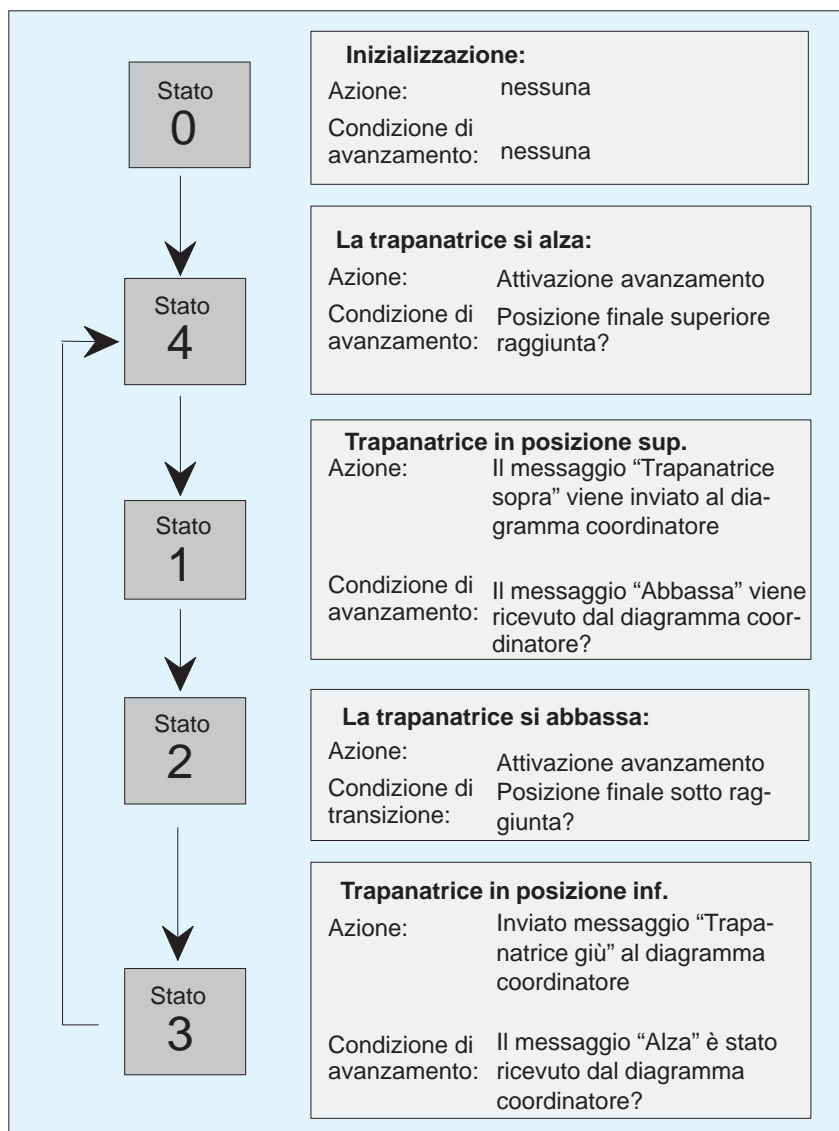 Stato
0
Inizializzazione:
Azione: nessuna
Condizione di
avanzamento: nessuna
Stato
4
La trapanatrice si alza:
Azione: Attivazione avanzamento
Condizione di Posizione finale superiore
avanzamento: raggiunta?
Stato
1
Trapanatrice in posizione sup.
Azione: Il messaggio “Trapanatrice
sopra” viene inviato al dia-
gramma coordinatore
Condizione di Il messaggio “Abbassa” viene
avanzamento: ricevuto dal diagramma coor-
dinatore?
Stato
2
La trapanatrice si abbassa:
Azione: Attivazione avanzamento
Condizione di Posizione finale sotto rag-
transizione: giunta?
Stato
3
Trapanatrice in posizione inf.
Azione: Inviato messaggio “Trapa-
natrice giù” al diagramma
coordinatore
Condizione di Il messaggio “Alza” è stato
avanzamento: ricevuto dal diagramma
coordinatore?